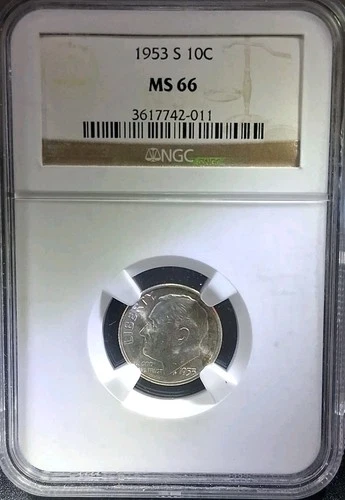 1953 S 10C
MS 66
3617742-011
NGC
LIBERTY
1953